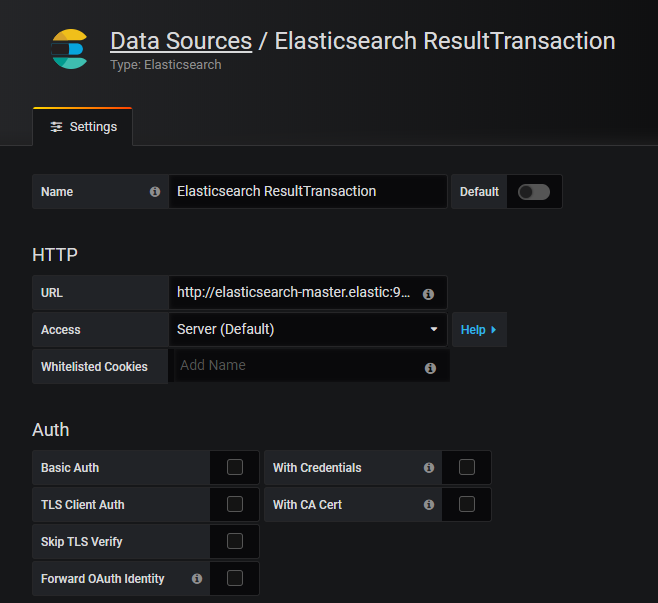 Data Sources / Elasticsearch ResultTransaction
Type: Elasticsearch
Settings
Name Elasticsearch ResultTransaction Default
HTTP
URL http://elasticsearch-master.elastic:9...
Access Server (Default) Help
Whitelisted Cookies Add Name
Auth
Basic Auth With Credentials
TLS Client Auth With CA Cert
Skip TLS Verify
Forward OAuth Identity